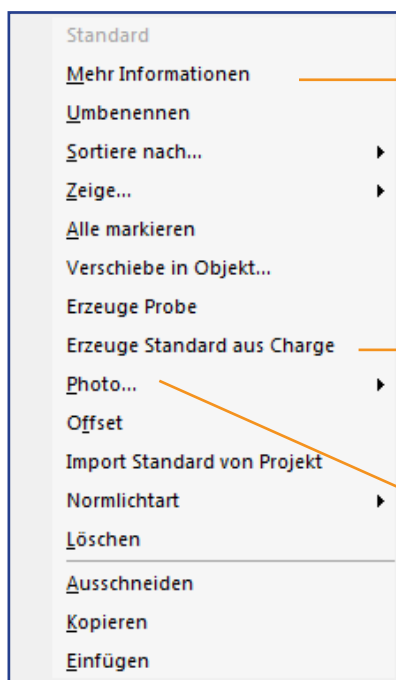 Standard
Mehr Informationen
Umbenennen
Sortiere nach...
Zeige...
Alle markieren
Verschiebe in Objekt...
Erzeuge Probe
Erzeuge Standard aus Charge
Photo...
Offset
Import Standard von Projekt
Normlichtart
Löschen
Ausschneiden
Kopieren
Einfügen